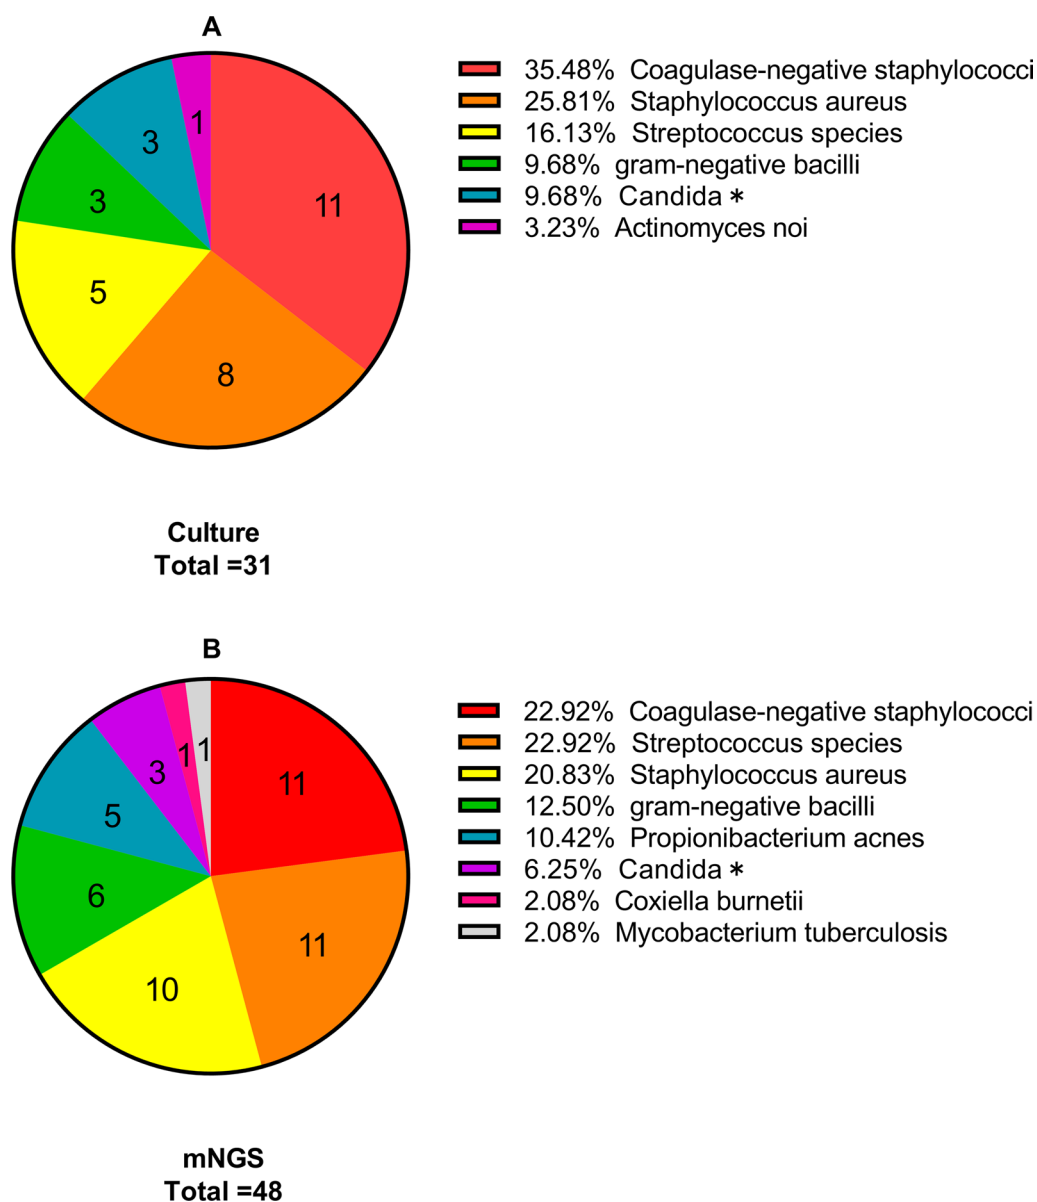 A
11
8
5
3
3
1
35.48% Coagulase-negative staphylococci
25.81% Staphylococcus aureus
16.13% Streptococcus species
9.68% gram-negative bacilli
9.68% Candida *
3.23% Actinomyces noi
Culture
Total =31
B
11
11
10
6
5
3
1
1
22.92% Coagulase-negative staphylococci
22.92% Streptococcus species
20.83% Staphylococcus aureus
12.50% gram-negative bacilli
10.42% Propionibacterium acnes
6.25% Candida *
2.08% Coxiella burnetii
2.08% Mycobacterium tuberculosis
mNGS
Total =48